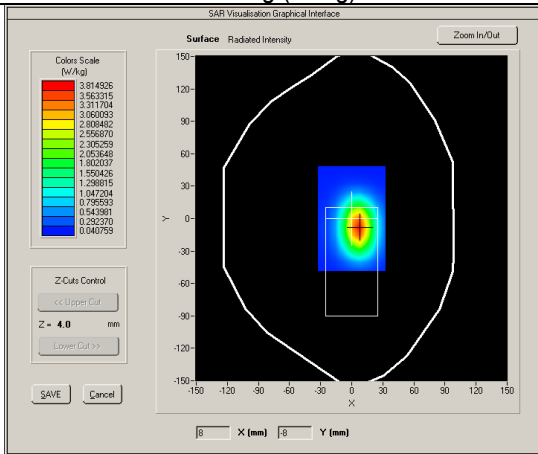 SAR Visualisation Graphical Interface
Surface Radiated Intensity
Zoom In/Out
Colors Scale
(W/kg)
3.814926
3.563315
3.311704
3.060093
2.808482
2.556870
2.305259
2.053648
1.802037
1.550426
1.298815
1.047204
0.795593
0.543981
0.292370
0.040759
Z-Cuts Control
<< Upper Cut
Z = 4.0 mm
Lower Cut >>
SAVE Cancel
150-
120-
90-
60-
30-
0-
-30-
-60-
-90-
-120-
-150-
Y
-150 -120 -90 -60 -30 0 30 60 90 120 150
X
8 X (mm) -8 Y (mm)